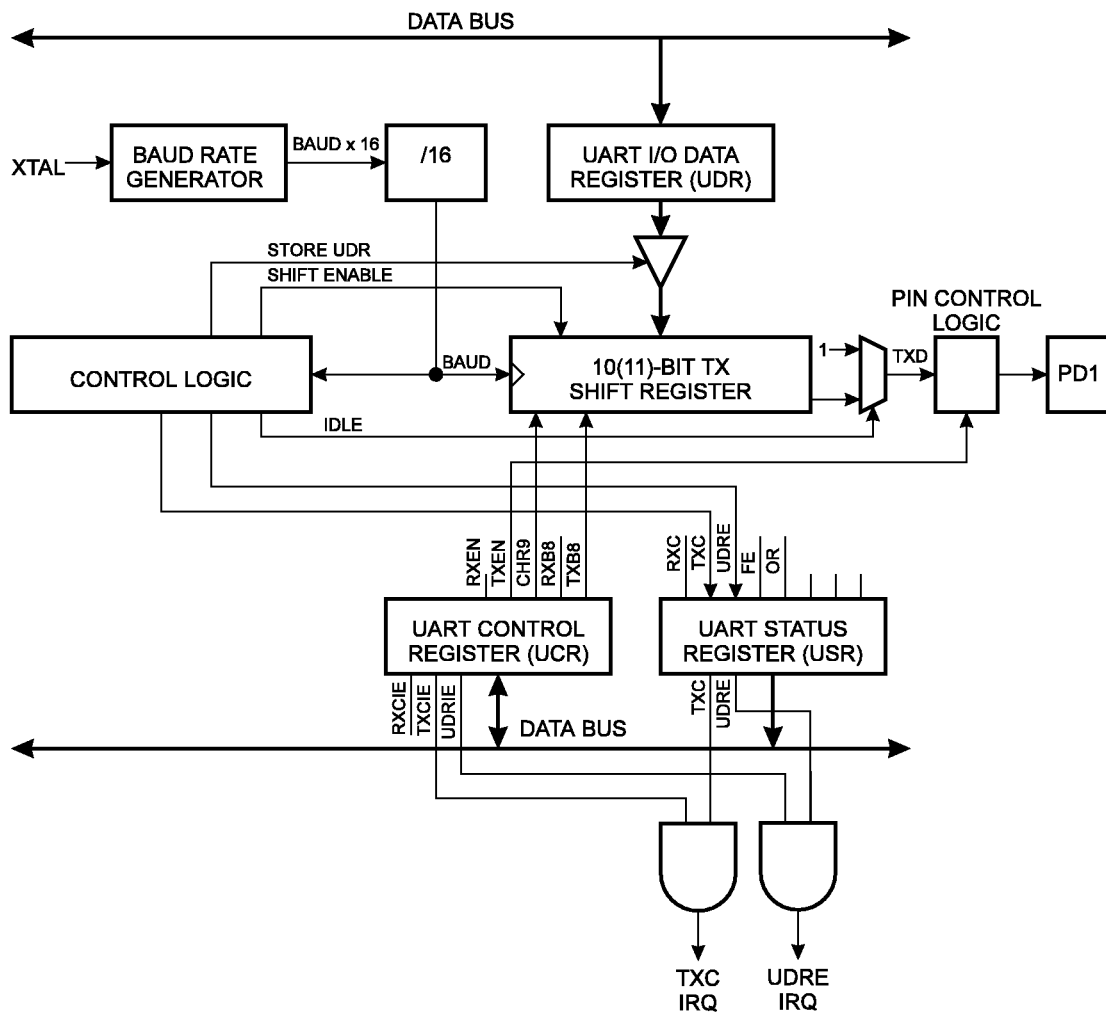 DATA BUS
XTAL
BAUD RATE
GENERATOR
BAUD x 16
/16
UART I/O DATA
REGISTER (UDR)
STORE UDR
SHIFT ENABLE
PIN CONTROL
LOGIC
CONTROL LOGIC
BAUD
10(11)-BIT TX
SHIFT REGISTER
1
TXD
PD1
IDLE
RXEN
TXEN
CHR9
RXB8
TXB8
RXC
TXC
UDRE
FE
OR
UART CONTROL
REGISTER (UCR)
UART STATUS
REGISTER (USR)
RXCIE
TXCIE
UDRIE
TXC
UDRE
DATA BUS
TXC
IRQ
UDRE
IRQ